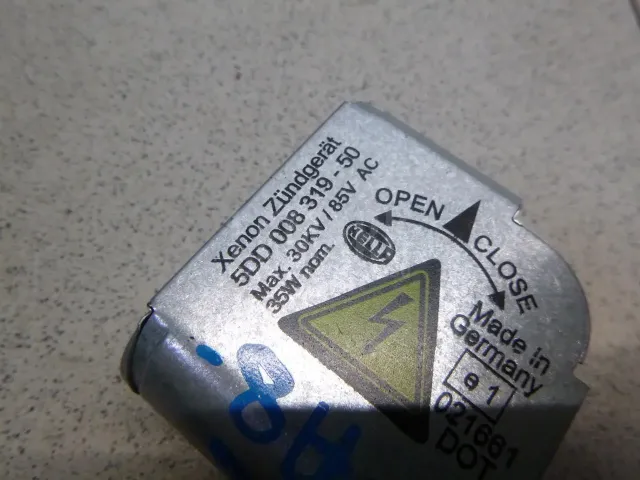 Xenon Zündgerät
5DD 008 319 - 50
Max. 30KV / 85V AC
35W nom.
HELLA
OPEN
CLOSE
Made in
Germany
e 1
021661
DOT